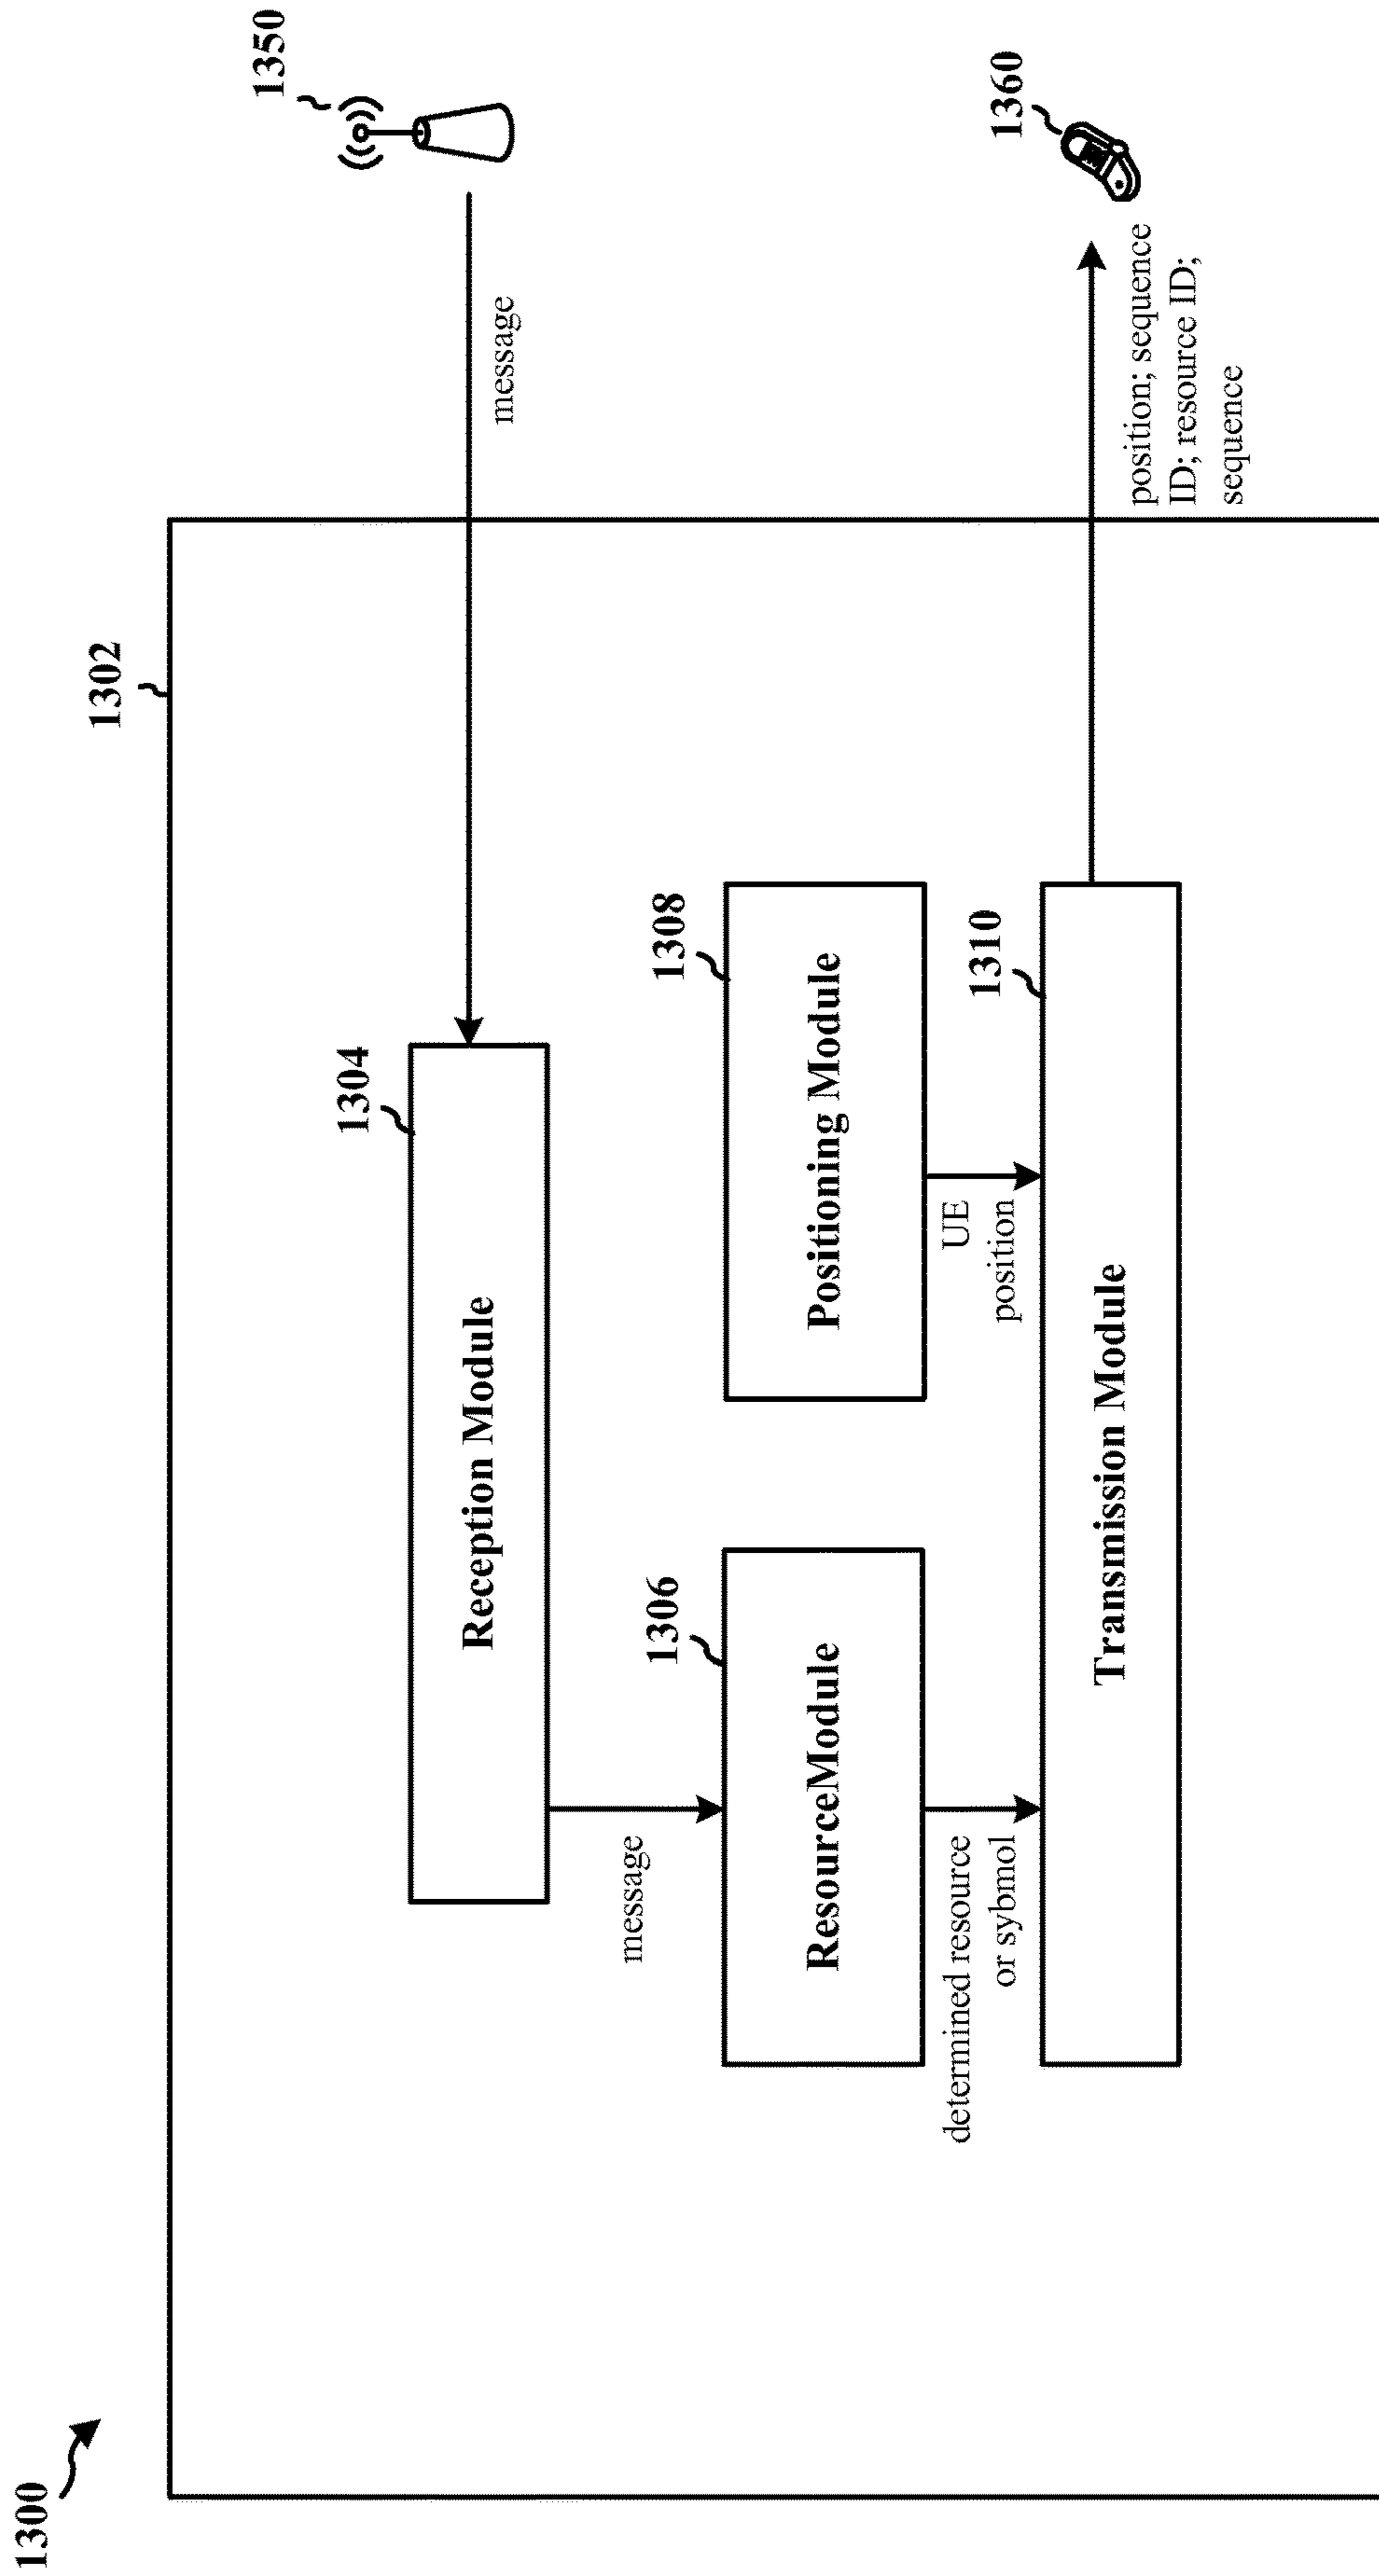 1300
1302
1350
message
1304
Reception Module
message
1306
ResourceModule
1308
Positioning Module
determined resource
or sybmol
UE
position
1310
Transmission Module
1360
position; sequence
ID; resource ID;
sequence